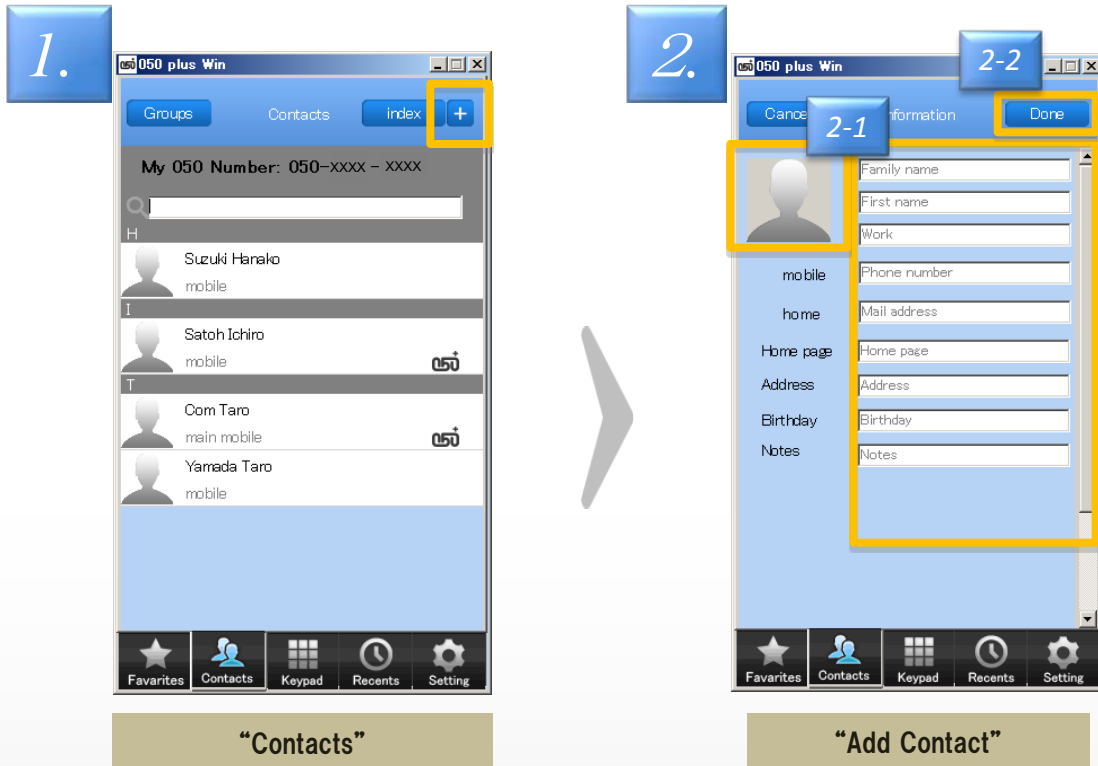 1.
050 plus Win
Groups Contacts index +
My 050 Number: 050-XXXX - XXXX
H
Suzuki Hanako
mobile
I
Satoh Ichiro
mobile 050+
T
Com Taro
main mobile 050+
Yamada Taro
mobile
Favarites Contacts Keypad Recents Setting
“Contacts”
2.
050 plus Win
2-2
Cance nformation Done
2-1
Family name
First name
Work
mobile Phone number
home Mail address
Home page Home page
Address Address
Birthday Birthday
Notes Notes
Favarites Contacts Keypad Recents Setting
“Add Contact”